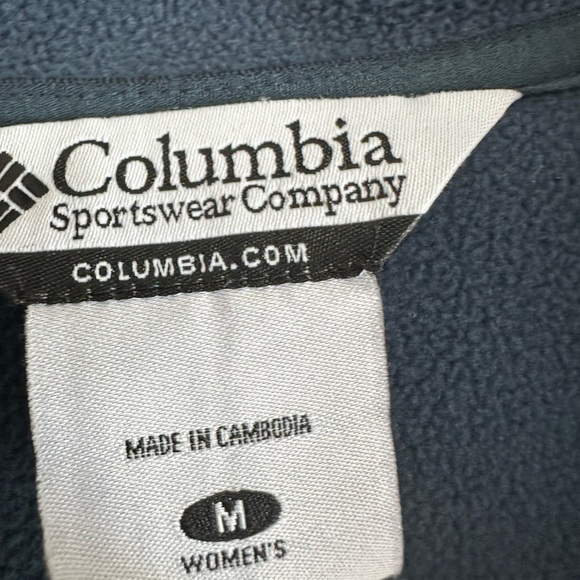 Columbia
Sportswear Company
COLUMBIA.COM
MADE IN CAMBODIA
M
WOMEN'S